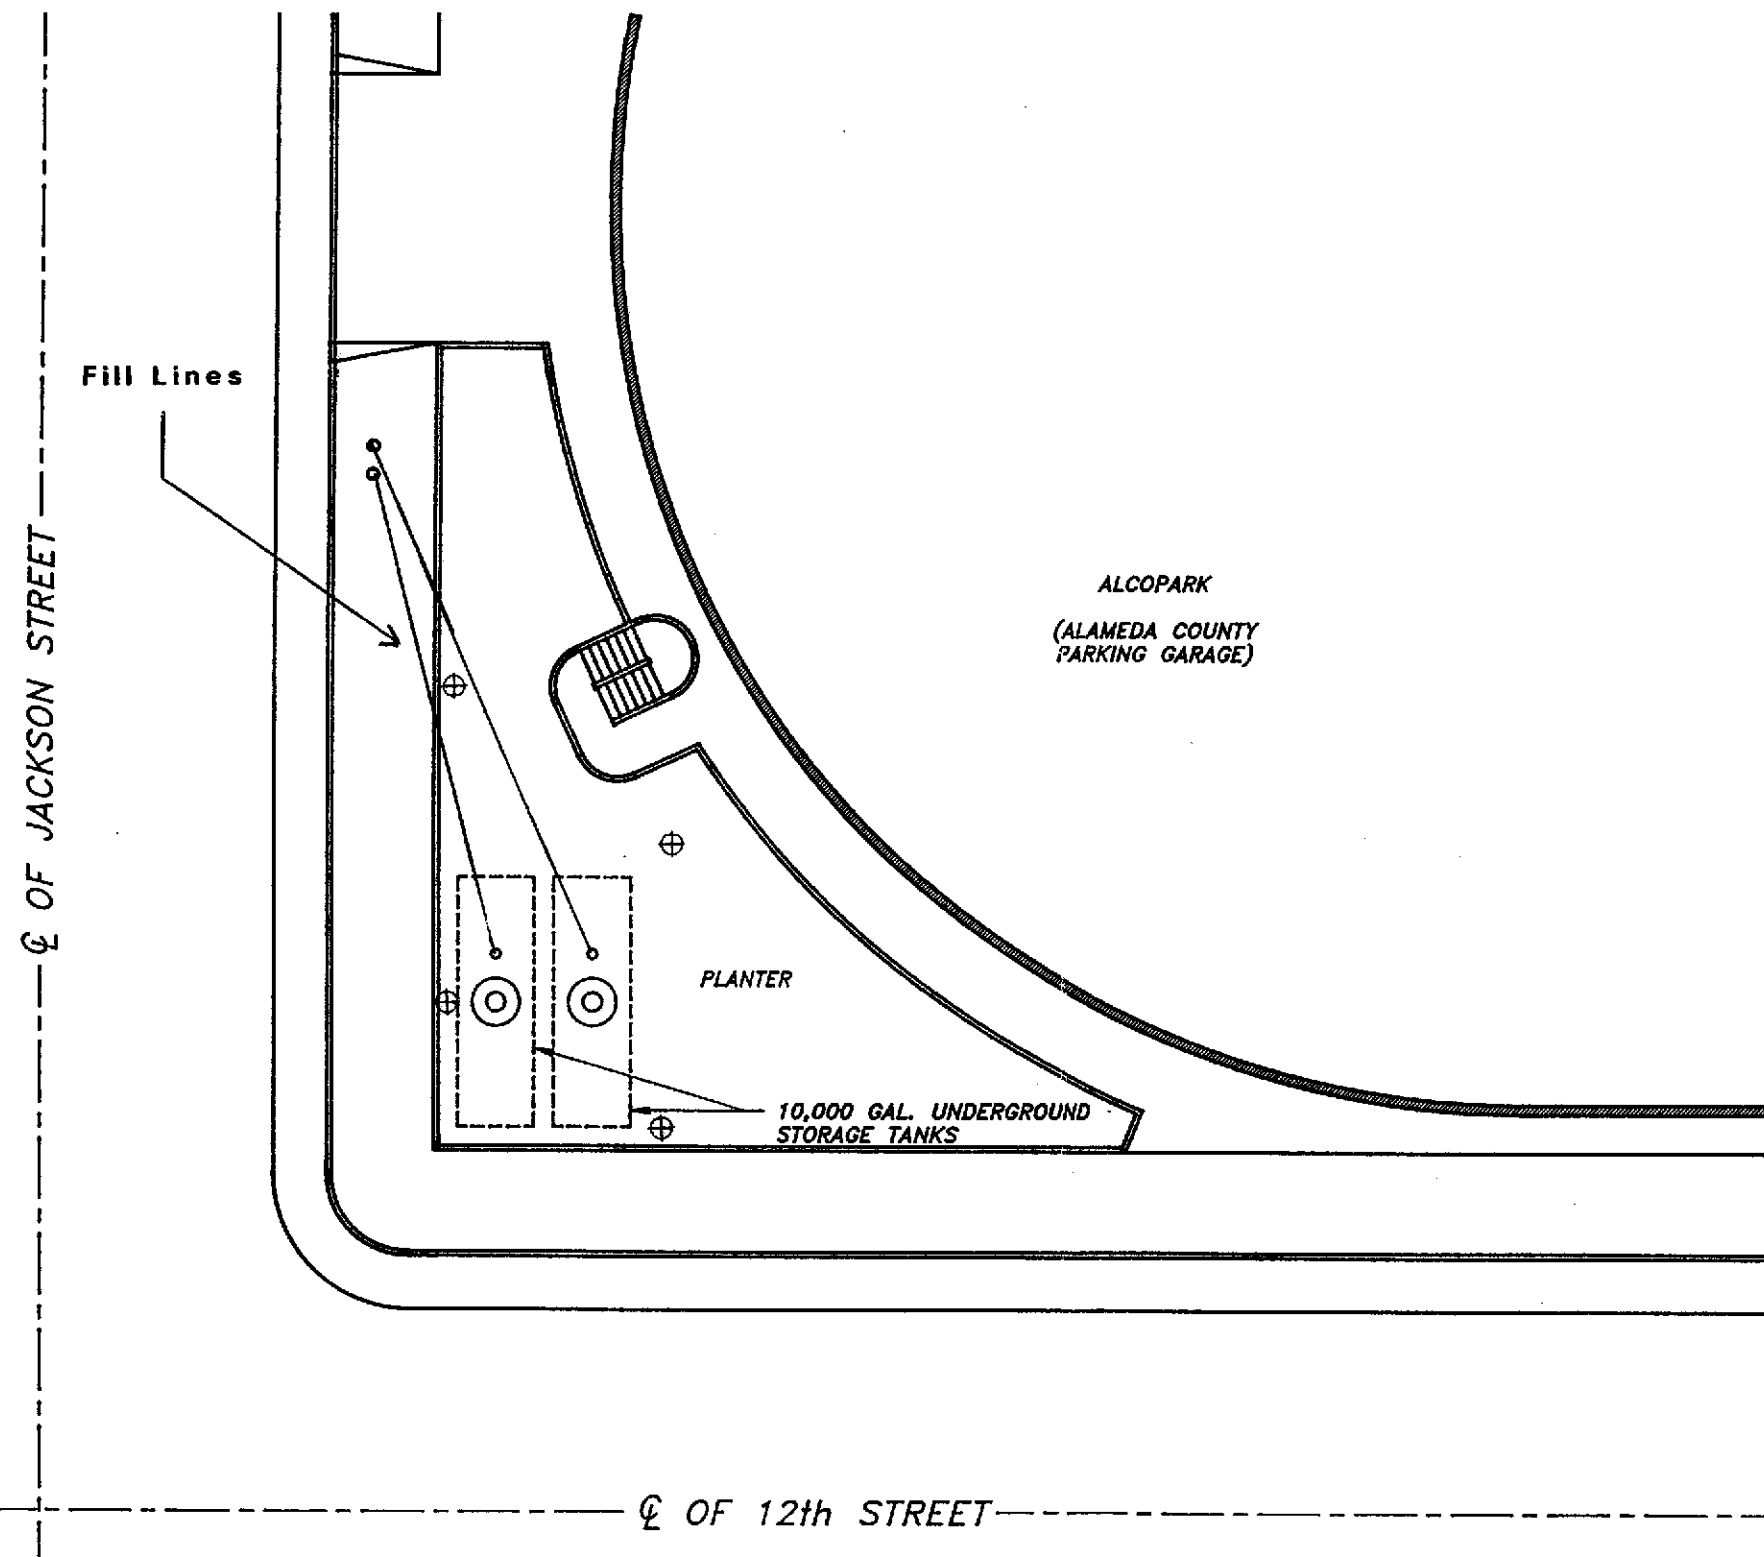 Fill Lines
℄ OF JACKSON STREET
ALCOPARK
(ALAMEDA COUNTY
PARKING GARAGE)
PLANTER
10,000 GAL. UNDERGROUND
STORAGE TANKS
℄ OF 12th STREET